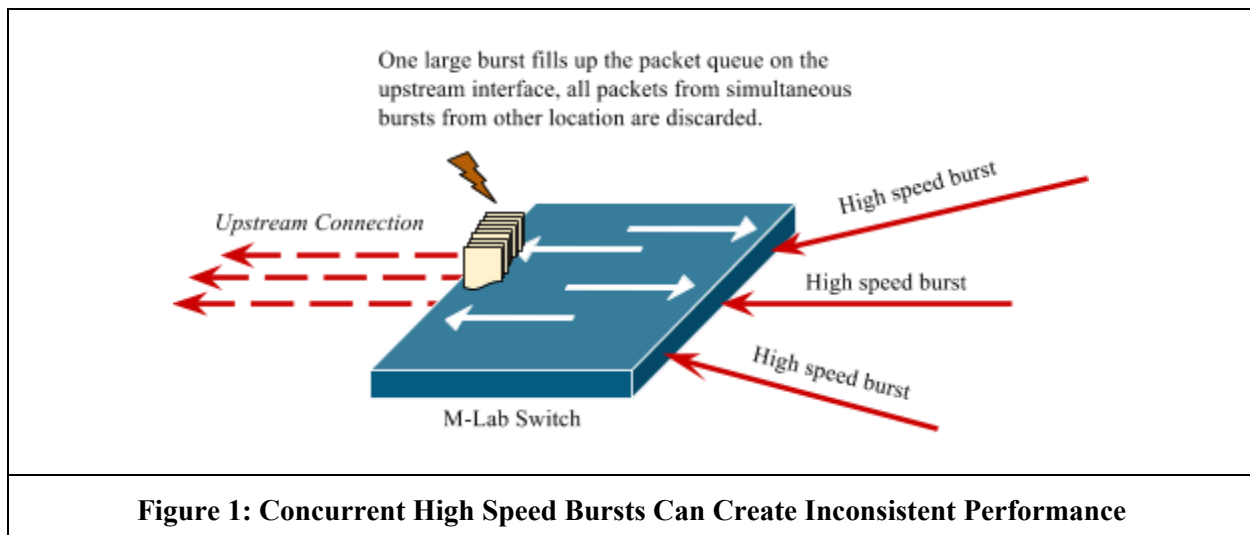 One large burst fills up the packet queue on the
upstream interface, all packets from simultaneous
bursts from other location are discarded.
High speed burst
Upstream Connection
High speed burst
High speed burst
M-Lab Switch
Figure 1: Concurrent High Speed Bursts Can Create Inconsistent Performance